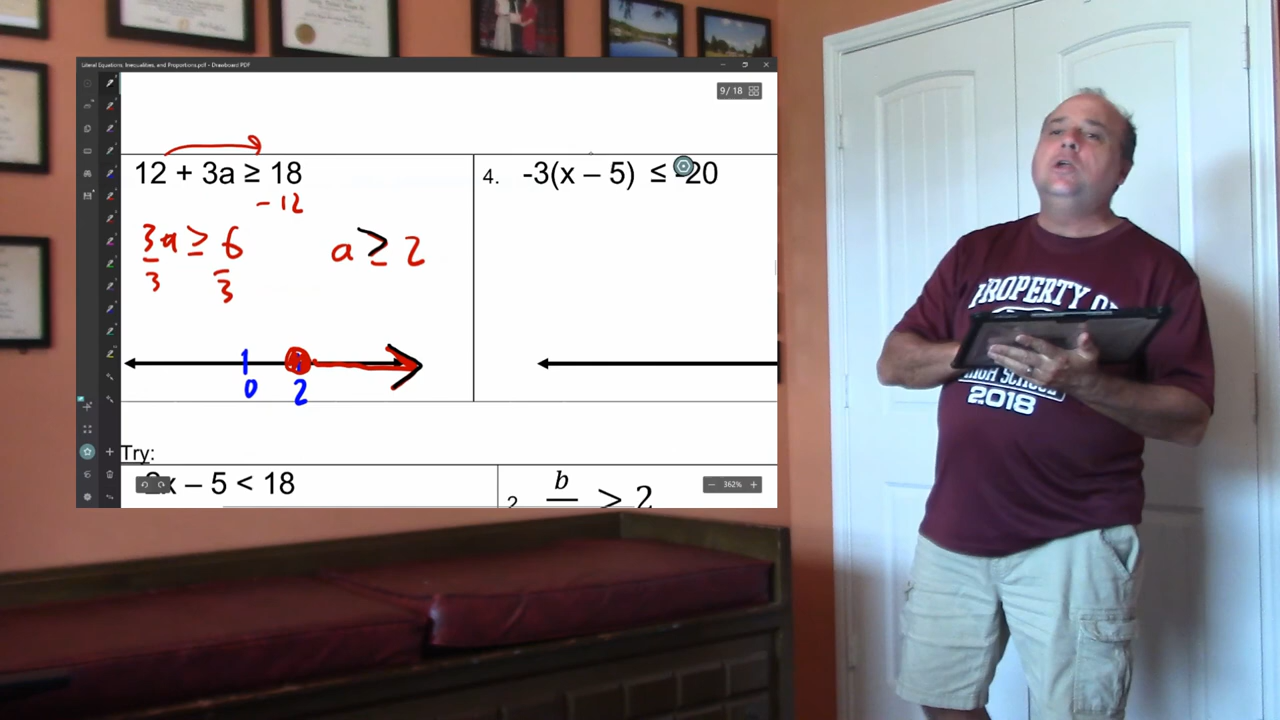 Literal Equations, Inequalities, and Proportions.pdf - Drawboard PDF
9 / 18
12 + 3a ≥ 18
- 12
3a ≥ 6
3 3
a ≥ 2
0 2
4. -3(x – 5) ≤ 20
Try:
x – 5 < 18
2 b > 2
362%
PROPERTY OF
HIGH SCHOOL
2018